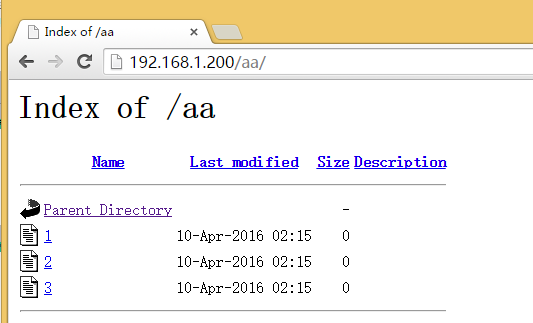 Index of /aa
192.168.1.200/aa/
Index of /aa
Name Last modified Size Description
Parent Directory -
1 10-Apr-2016 02:15 0
2 10-Apr-2016 02:15 0
3 10-Apr-2016 02:15 0